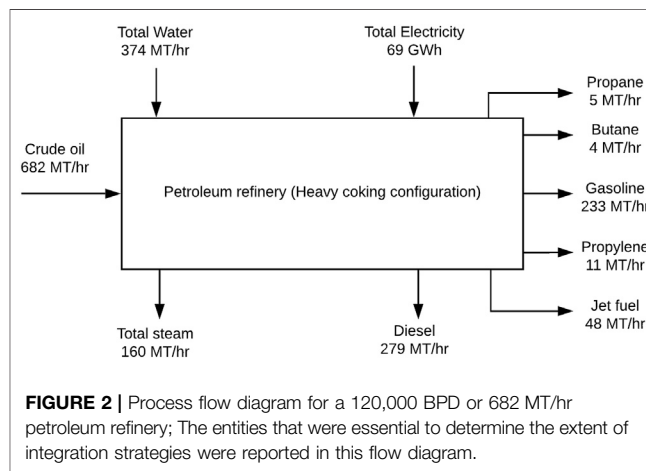 Total Water
374 MT/hr
Total Electricity
69 GWh
Propane
5 MT/hr
Butane
4 MT/hr
Crude oil
682 MT/hr
Petroleum refinery (Heavy coking configuration)
Gasoline
233 MT/hr
Propylene
11 MT/hr
Jet fuel
48 MT/hr
Total steam
160 MT/hr
Diesel
279 MT/hr
FIGURE 2 | Process flow diagram for a 120,000 BPD or 682 MT/hr
petroleum refinery; The entities that were essential to determine the extent of
integration strategies were reported in this flow diagram.